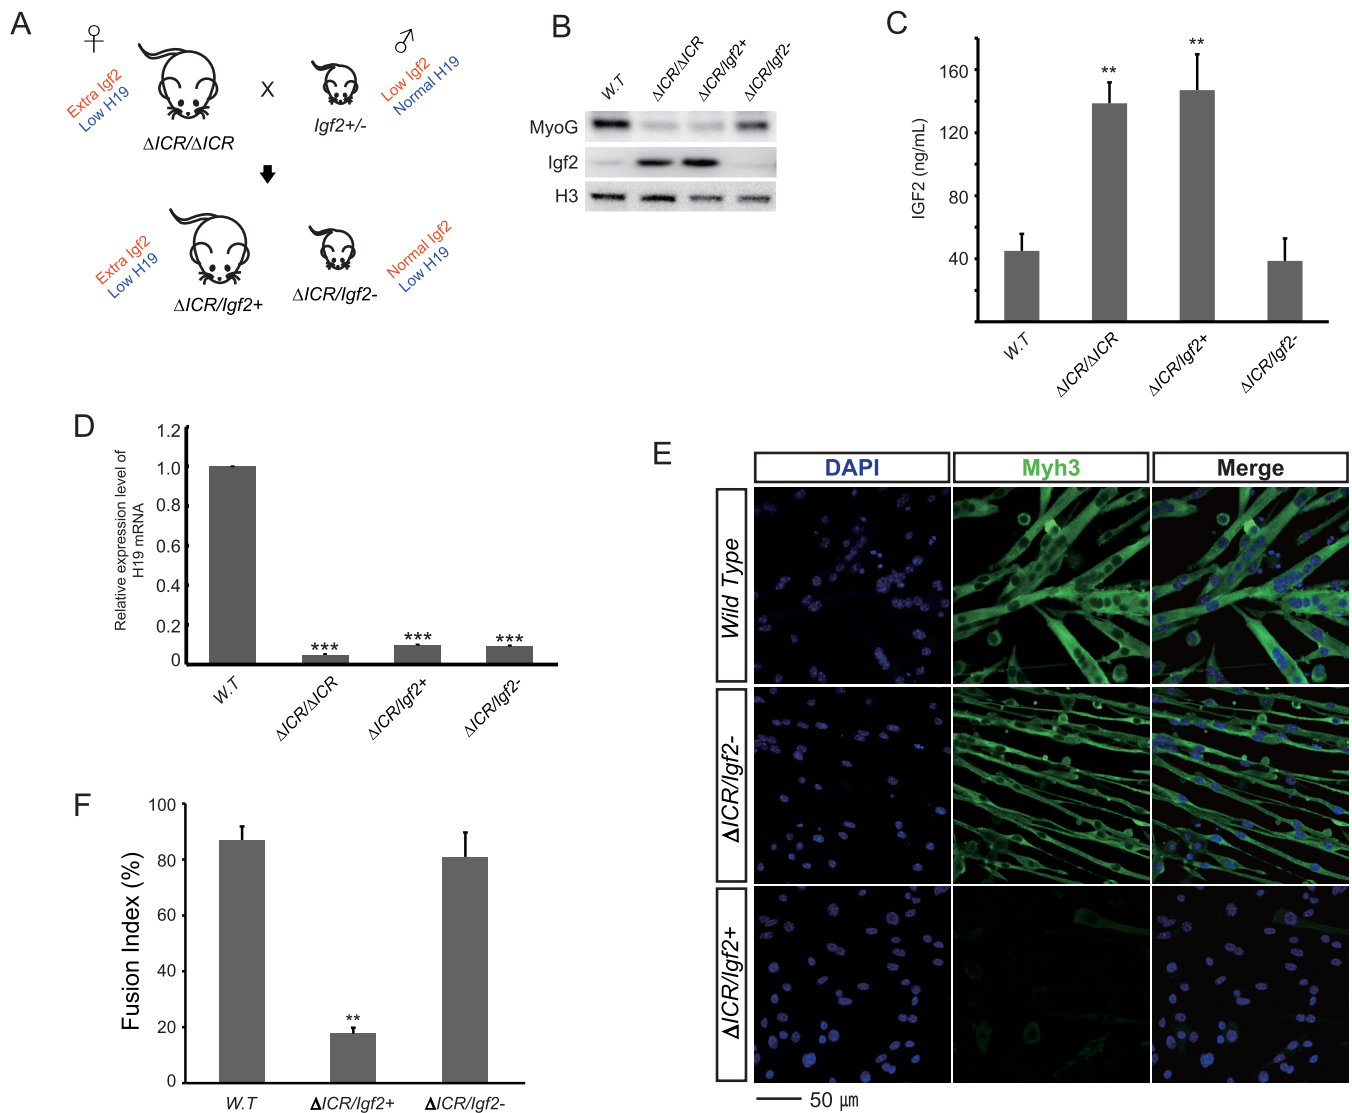 A
♀
♂
Extra Igf2
Low H19
X
Low Igf2
Normal H19
ΔICR/ΔICR
Igf2+/-
Extra Igf2
Low H19
Normal Igf2
Low H19
ΔICR/Igf2+
ΔICR/Igf2-
B
W.T
ΔICR/ΔICR
ΔICR/Igf2+
ΔICR/Igf2-
MyoG
Igf2
H3
C
IGF2 (ng/mL)
160
120
80
40
**
**
W.T
ΔICR/ΔICR
ΔICR/Igf2+
ΔICR/Igf2-
D
Relative expression level of
H19 mRNA
1.2
1.0
0.8
0.6
0.4
0.2
0
***
***
***
W.T
ΔICR/ΔICR
ΔICR/Igf2+
ΔICR/Igf2-
E
DAPI
Myh3
Merge
Wild Type
ΔICR/Igf2-
ΔICR/Igf2+
50 μm
F
Fusion Index (%)
100
80
60
40
20
0
**
W.T
ΔICR/Igf2+
ΔICR/Igf2-